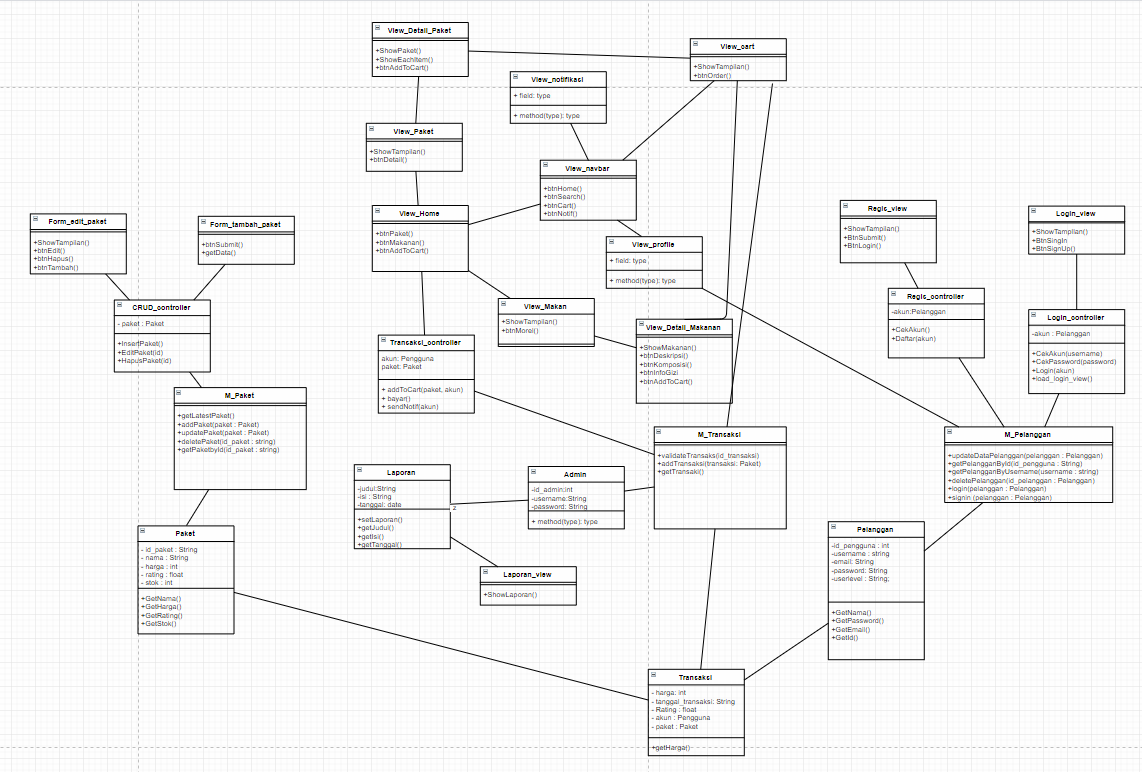 View_Detail_Paket
+ShowPaket()
+ShowEachItem()
+btnAddToCart()
View_cart
+ShowTampilan()
+btnOrder()
View_notifikasi
+ field: type
+ method(type): type
View_Paket
+ShowTampilan()
+btnDetail()
View_navbar
+btnHome()
+btnSearch()
+btnCart()
+btnNotif()
View_Home
+btnPaket()
+btnMakanan()
+btnAddToCart()
Form_edit_paket
+ShowTampilan()
+btnEdit()
+btnHapus()
+btnTambah()
Form_tambah_paket
+btnSubmit()
+getData()
View_profile
+ field: type
+ method(type): type
Regis_view
+ShowTampilan()
+BtnSubmit()
+BtnLogin()
Login_view
+ShowTampilan()
+BtnSingin
+BtnSignUp()
CRUD_controller
- paket : Paket
+InsertPaket()
+EditPaket(id)
+HapusPaket(id)
Transaksi_controller
akun: Pengguna
paket: Paket
+ addToCart(paket, akun)
+ bayar()
+ sendNotif(akun)
View_Makan
+ShowTampilan()
+btnMorel()
View_Detail_Makanan
+ShowMakanan()
+btnDeskripsi()
+btnKomposisi()
+btnInfoGizi
+btnAddToCart()
Regis_controller
-akun:Pelanggan
+CekAkun()
+Daftar(akun)
Login_controller
-akun : Pelanggan
+CekAkun(username)
+CekPassword(password)
+Login(akun)
+load_login_view()
M_Paket
+getLatestPaket()
+addPaket(paket : Paket)
+updatePaket(paket : Paket)
+deletePaket(id_paket : string)
+getPaketbyId(id_paket : string)
M_Transaksi
+validateTransaks(id_transaksi)
+addTransaksi(transaksi: Paket)
+getTransaki()
M_Pelanggan
+updateDataPelanggan(pelanggan : Pelanggan)
+getPelangganById(id_pengguna : String)
+getPelangganByUsername(username : string)
+deletePelanggan(id_pelanggan : Pelanggan)
+login(pelanggan : Pelanggan)
+signin (pelanggan : Pelanggan)
Laporan
-judul:String
-isi : String
-tanggal: date
+setLaporan()
+getJudul()
+getIsi()
+getTanggal()
2
Admin
-id_admin:int
-username:String
-password: String
+ method(type): type
Laporan_view
+ShowLaporan()
Paket
- id_paket : String
- nama : String
- harga : int
- rating : float
- stok : int
+GetNama()
+GetHarga()
+GetRating()
+GetStok()
Pelanggan
-id_pengguna : int
-username : string
-email: String
-password: String
-userlevel : String;
+GetNama()
+GetPassword()
+GetEmail()
+GetId()
Transaksi
- harga: int
- tanggal_transaksi: String
- Rating : float
- akun : Pengguna
- paket : Paket
+getHarga()